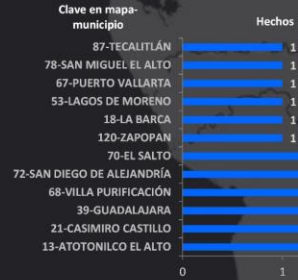 Clave en mapa-
municipio
Hechos
87-TECALITLÁN 1
78-SAN MIGUEL EL ALTO 1
67-PUERTO VALLARTA 1
53-LAGOS DE MORENO 1
18-LA BARCA 1
120-ZAPOPAN 1
70-EL SALTO
72-SAN DIEGO DE ALEJANDRÍA
68-VILLA PURIFICACIÓN
39-GUADALAJARA
21-CASIMIRO CASTILLO
13-ATOTONILCO EL ALTO
0 1